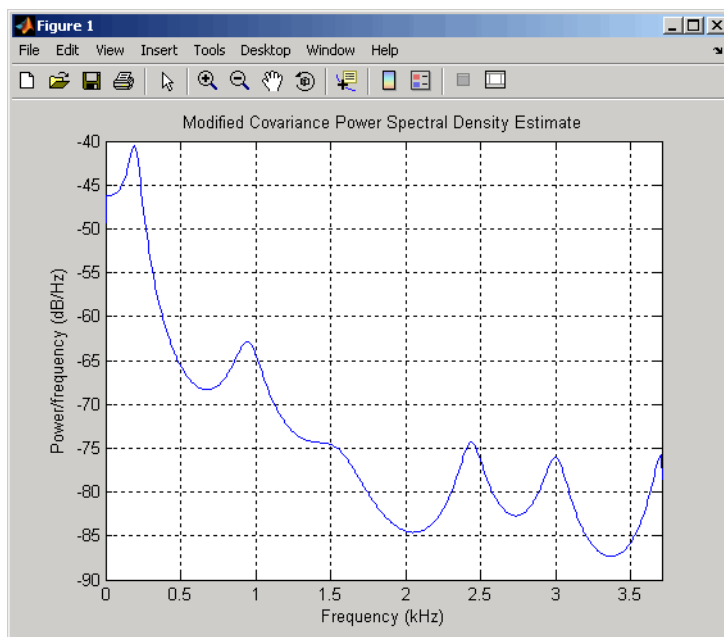 Figure 1
File Edit View Insert Tools Desktop Window Help
Modified Covariance Power Spectral Density Estimate
-40
-45
-50
-55
-60
-65
-70
-75
-80
-85
-90
Power/frequency (dB/Hz)
0 0.5 1 1.5 2 2.5 3 3.5
Frequency (kHz)